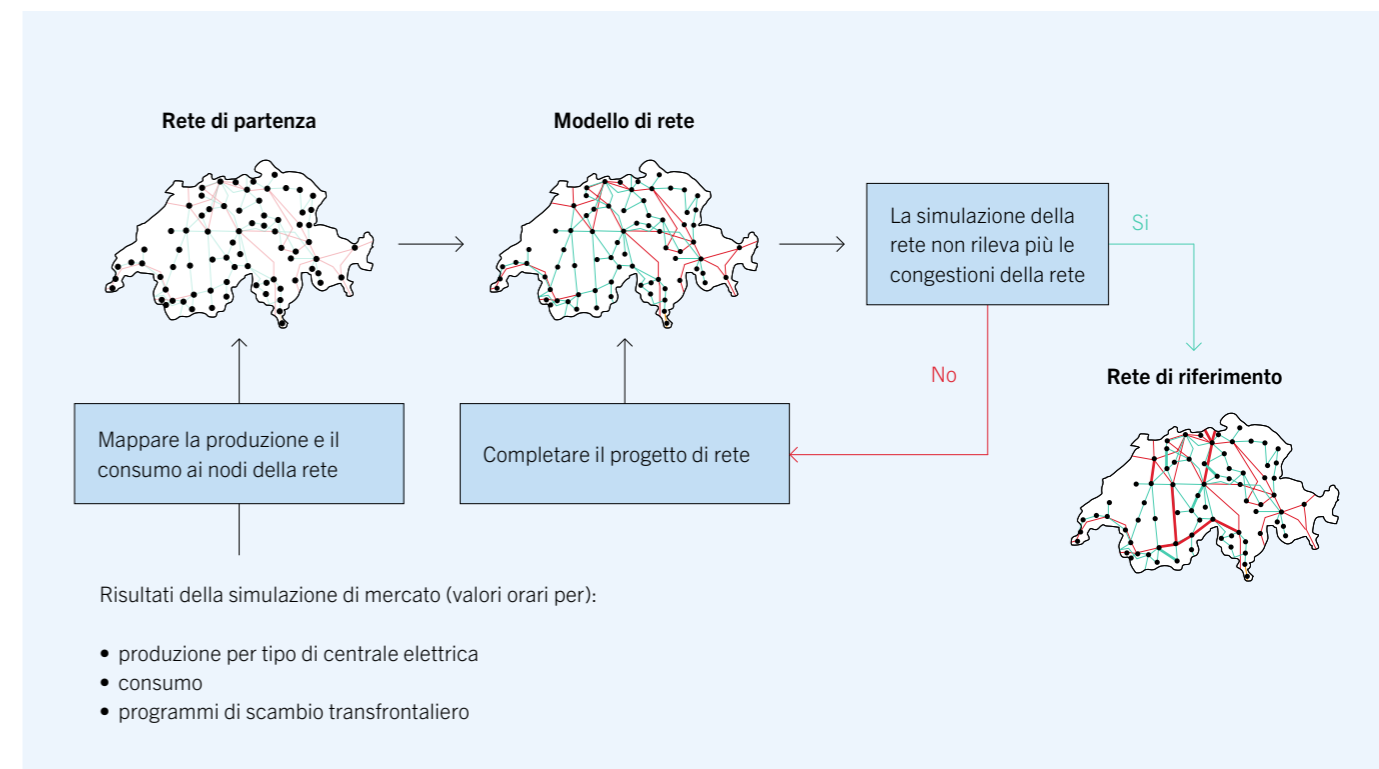 Rete di partenza
Modello di rete
La simulazione della
rete non rileva più le
congestioni della rete
Si
No
Rete di riferimento
Mappare la produzione e il
consumo ai nodi della rete
Completare il progetto di rete
Risultati della simulazione di mercato (valori orari per):
• produzione per tipo di centrale elettrica
• consumo
• programmi di scambio transfrontaliero